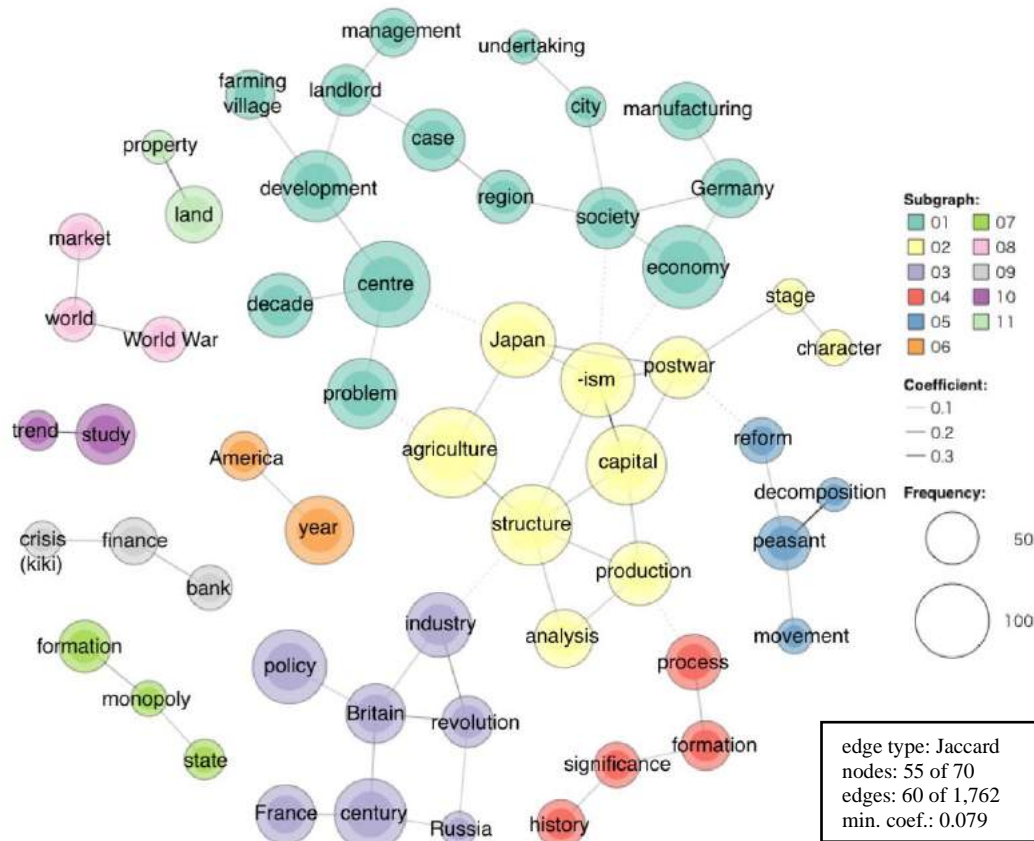 management
undertaking
farming
village
landlord
city
manufacturing
property
case
development
region
Germany
land
society
Subgraph:
01
07
market
economy
02
08
centre
03
09
stage
04
10
world
decade
05
11
World War
Japan
postwar
character
06
-ism
problem
Coefficient:
0.1
trend
study
reform
0.2
America
agriculture
capital
0.3
decomposition
Frequency:
year
structure
crisis
(kiki)
finance
peasant
50
production
bank
industry
analysis
movement
100
formation
policy
process
monopoly
Britain
revolution
formation
state
significance
France
century
Russia
history
edge type: Jaccard
nodes: 55 of 70
edges: 60 of 1,762
min. coef.: 0.079